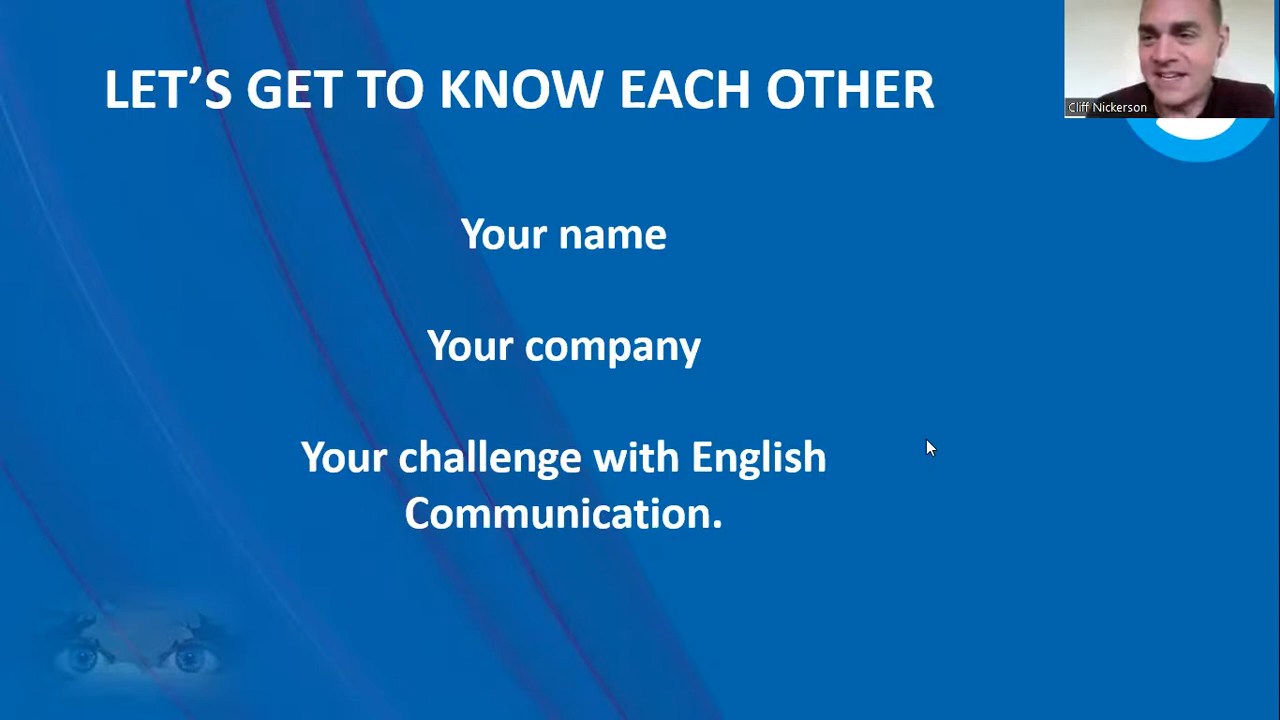 LET’S GET TO KNOW EACH OTHER
Cliff Nickerson
Your name
Your company
Your challenge with English
Communication.